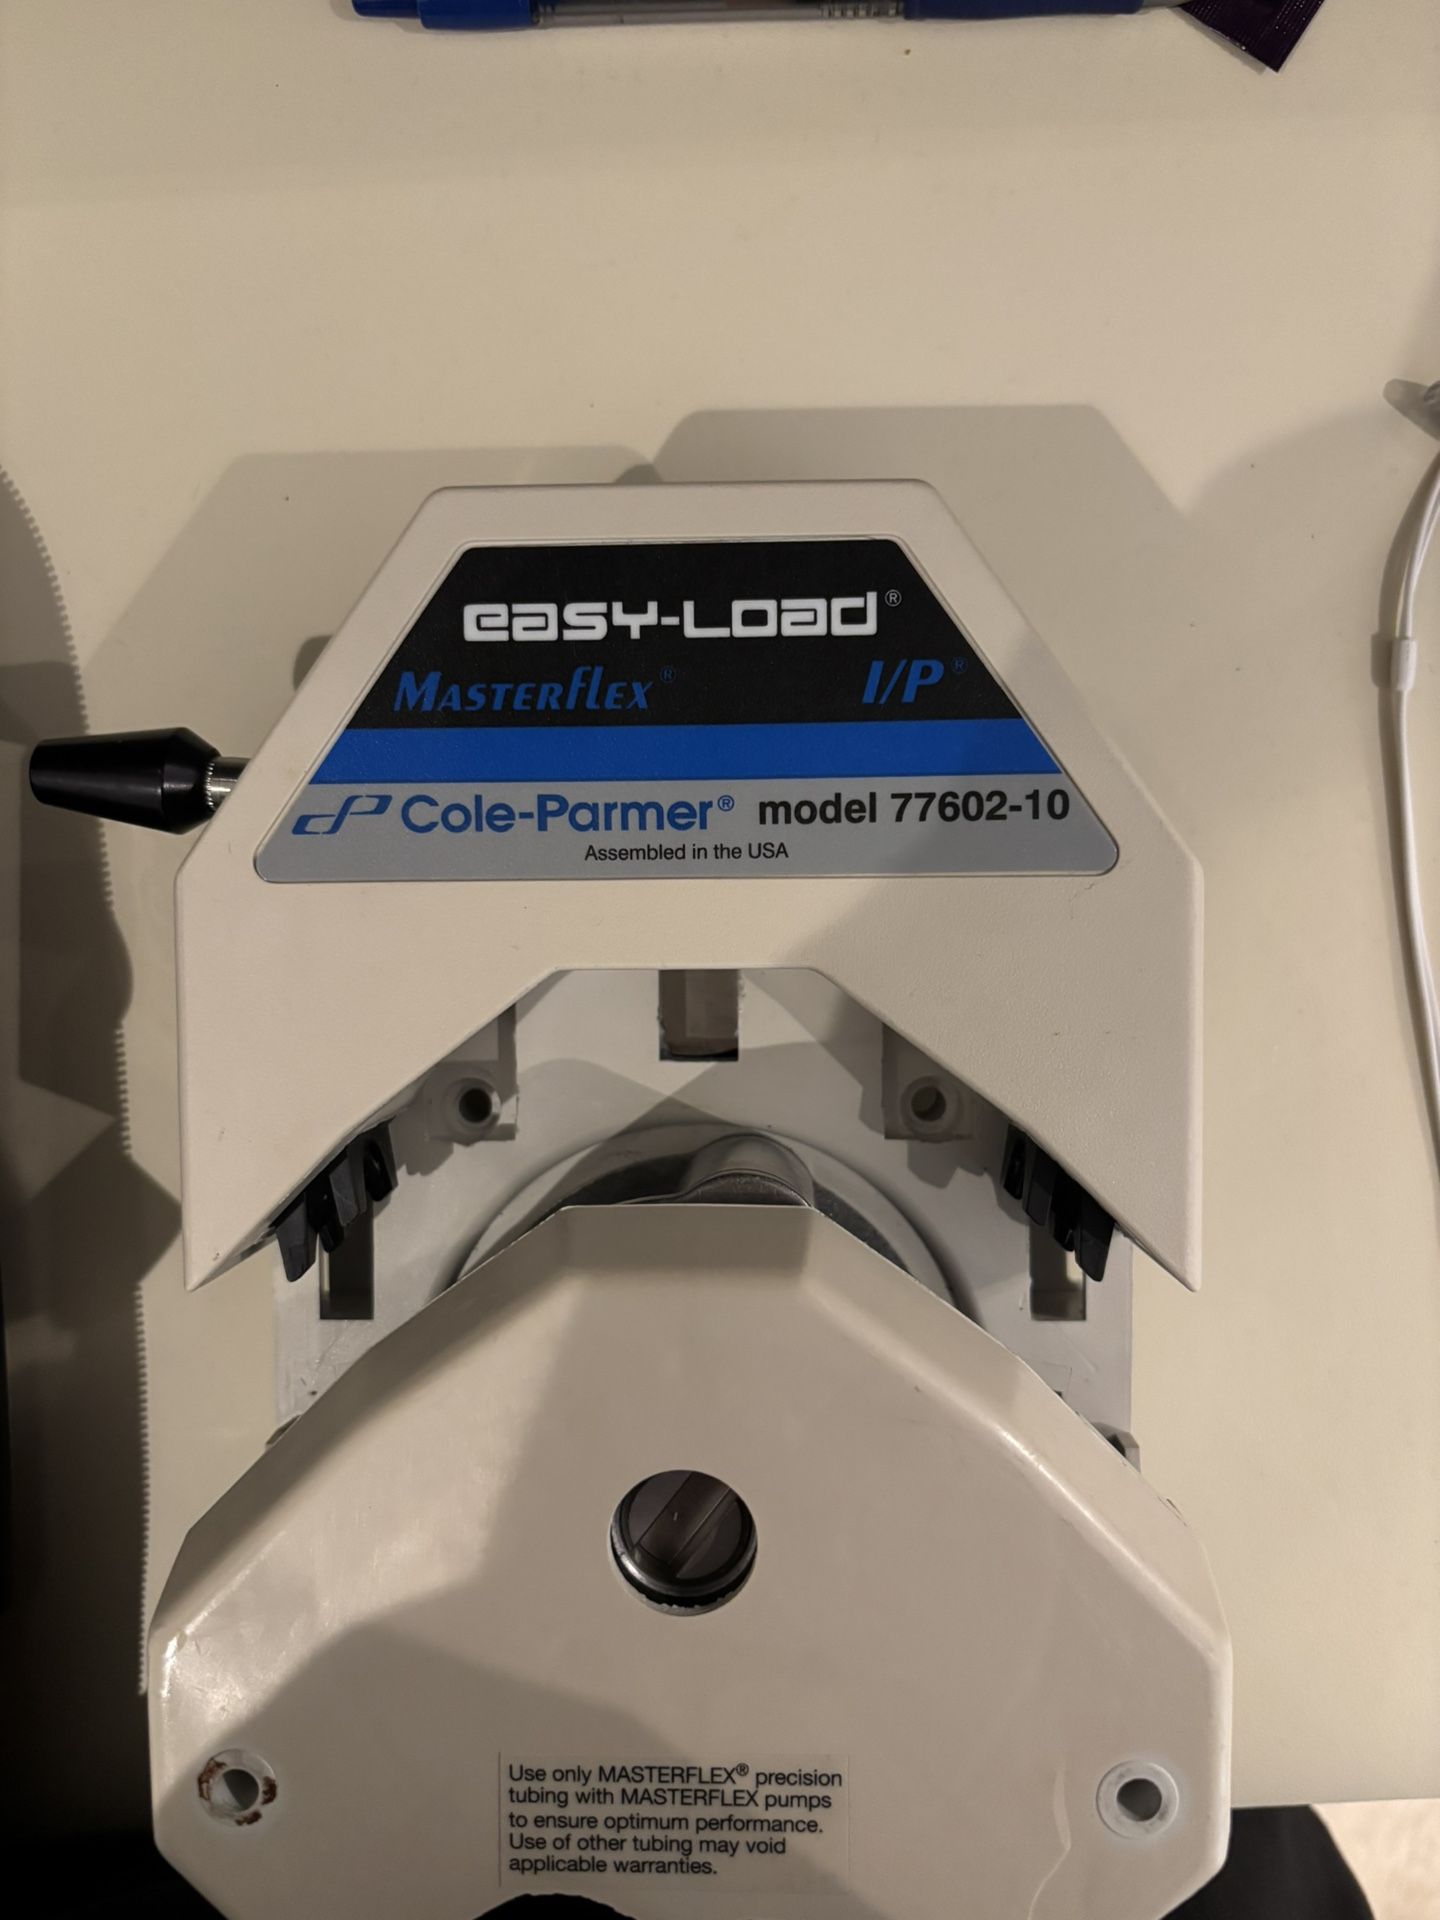 easy-Load®
MASTERFLEX® I/P®
CP Cole-Parmer® model 77602-10
Assembled in the USA
Use only MASTERFLEX® precision
tubing with MASTERFLEX pumps
to ensure optimum performance.
Use of other tubing may void
applicable warranties.